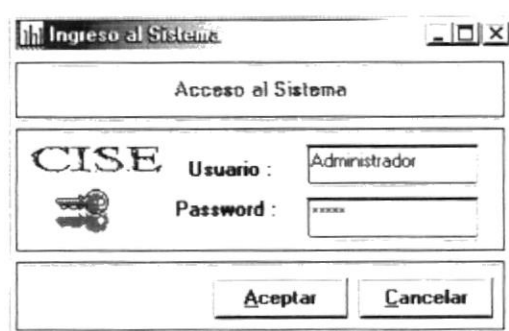 Ingreso al Sistema
Acceso al Sistema
CISE
Usuario : Administrador
Password : *****
Aceptar Cancelar